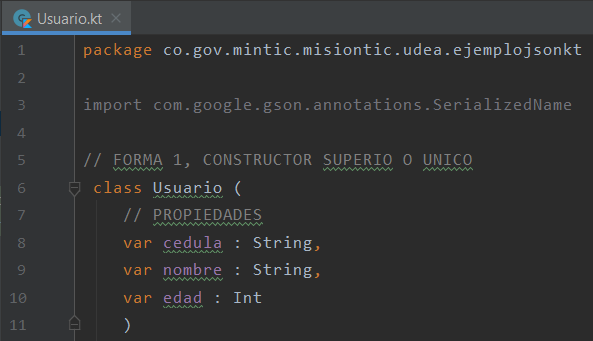 Usuario.kt
1 package co.gov.mintic.misiontic.udea.ejemplojsonkt
2
3 import com.google.gson.annotations.SerializedName
4
5 // FORMA 1, CONSTRUCTOR SUPERIO O UNICO
6 class Usuario (
7 // PROPIEDADES
8 var cedula : String,
9 var nombre : String,
10 var edad : Int
11 )